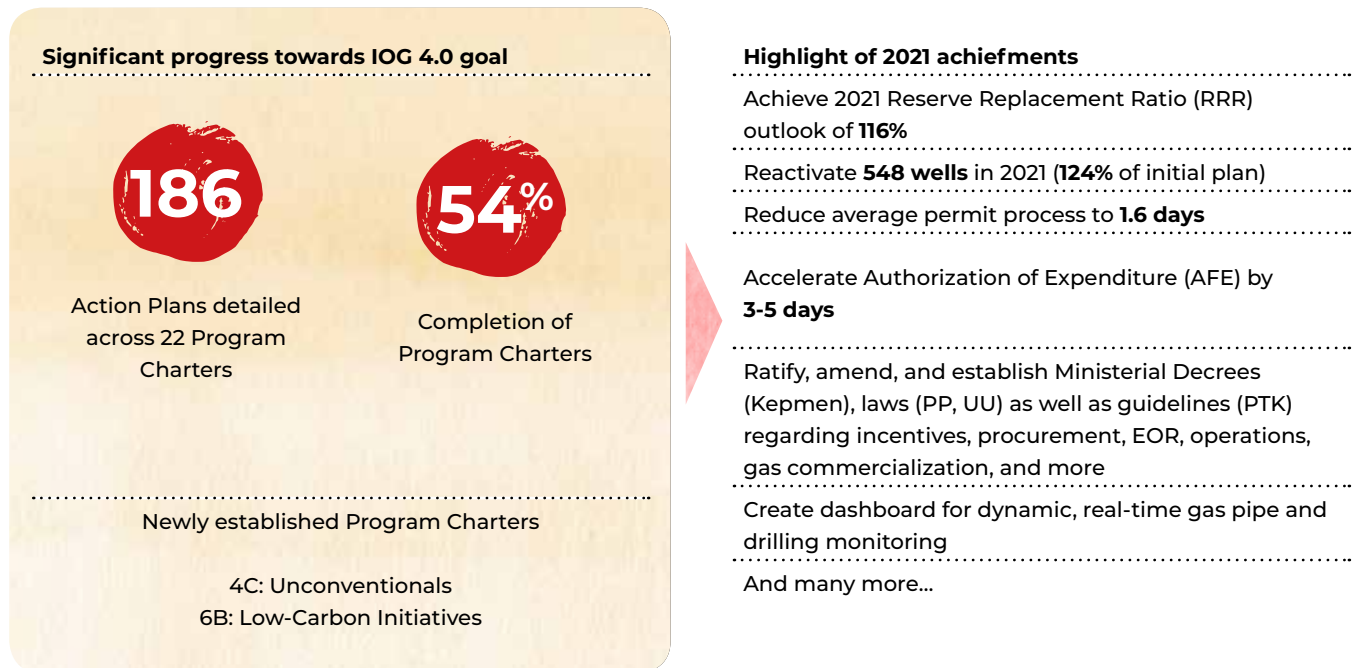 Significant progress towards IOG 4.0 goal
186
Action Plans detailed
across 22 Program
Charters
54%
Completion of
Program Charters
Newly established Program Charters
4C: Unconventionals
6B: Low-Carbon Initiatives
Highlight of 2021 achiefments
Achieve 2021 Reserve Replacement Ratio (RRR)
outlook of 116%
Reactivate 548 wells in 2021 (124% of initial plan)
Reduce average permit process to 1.6 days
Accelerate Authorization of Expenditure (AFE) by
3-5 days
Ratify, amend, and establish Ministerial Decrees
(Kepmen), laws (PP, UU) as well as guidelines (PTK)
regarding incentives, procurement, EOR, operations,
gas commercialization, and more
Create dashboard for dynamic, real-time gas pipe and
drilling monitoring
And many more...